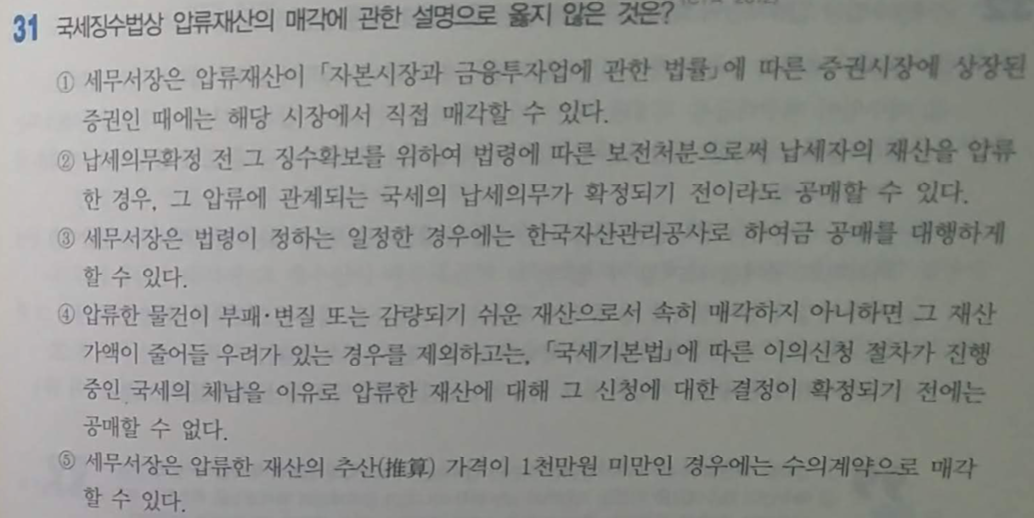 31 국세징수법상 압류재산의 매각에 관한 설명으로 옳지 않은 것은?
① 세무서장은 압류재산이 「자본시장과 금융투자업에 관한 법률」에 따른 증권시장에 상장된
증권인 때에는 해당 시장에서 직접 매각할 수 있다.
② 납세의무확정 전 그 징수확보를 위하여 법령에 따른 보전처분으로써 납세자의 재산을 압류
한 경우, 그 압류에 관계되는 국세의 납세의무가 확정되기 전이라도 공매할 수 있다.
③ 세무서장은 법령이 정하는 일정한 경우에는 한국자산관리공사로 하여금 공매를 대행하게
할 수 있다.
④ 압류한 물건이 부패·변질 또는 감량되기 쉬운 재산으로서 속히 매각하지 아니하면 그 재산
가액이 줄어들 우려가 있는 경우를 제외하고는, 「국세기본법」에 따른 이의신청 절차가 진행
중인 국세의 체납을 이유로 압류한 재산에 대해 그 신청에 대한 결정이 확정되기 전에는
공매할 수 없다.
⑤ 세무서장은 압류한 재산의 추산(推算) 가격이 1천만원 미만인 경우에는 수의계약으로 매각
할 수 있다.